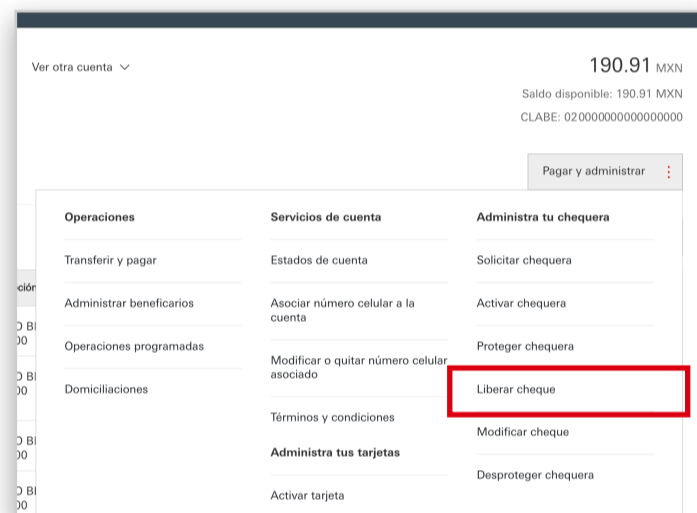 Ver otra cuenta
190.91 MXN
Saldo disponible: 190.91 MXN
CLABE: 020000000000000000
Pagar y administrar
Operaciones
Transferir y pagar
Administrar beneficarios
Operaciones programadas
Domiciliaciones
Servicios de cuenta
Estados de cuenta
Asociar número celular a la
cuenta
Modificar o quitar número celular
asociado
Términos y condiciones
Administra tus tarjetas
Activar tarjeta
Administra tu chequera
Solicitar chequera
Activar chequera
Proteger chequera
Liberar cheque
Modificar cheque
Desproteger chequera